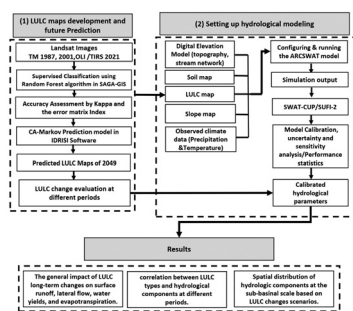 (1) LULC maps development and
future Prediction
Landsat Images
TM 1987, 2001,OLI/ TIRS 2021
Supervised Classification using
Random Forest algorithm in SAGA-GIS
Accuracy Assessment by Kappa and
the error matrix Index
CA-Markov Prediction model in
IDRISI Software
Predicted LULC Maps of 2049
LULC change evaluation at
different periods
(2) Setting up hydrological modeling
Digital Elevation
Model (topography,
stream network)
Soil map
LULC map
Slope map
Observed climate
data (Precipitation
&Temperature)
Configuring & running
the ARCSWAT model
Simulation output
SWAT-CUP/SUFI-2
Model Calibration,
uncertainty and
sensitivity
analysis/Performance
statistics
Calibrated
hydrological
parameters
Results
The general impact of LULC
long-term changes on surface
runoff, lateral flow, water
yields, and evapotranspiration.
correlation between LULC
types and hydrological
components at different
periods.
Spatial distribution of
hydrologic components at
the sub-basinal scale based on
LULC changes scenarios.